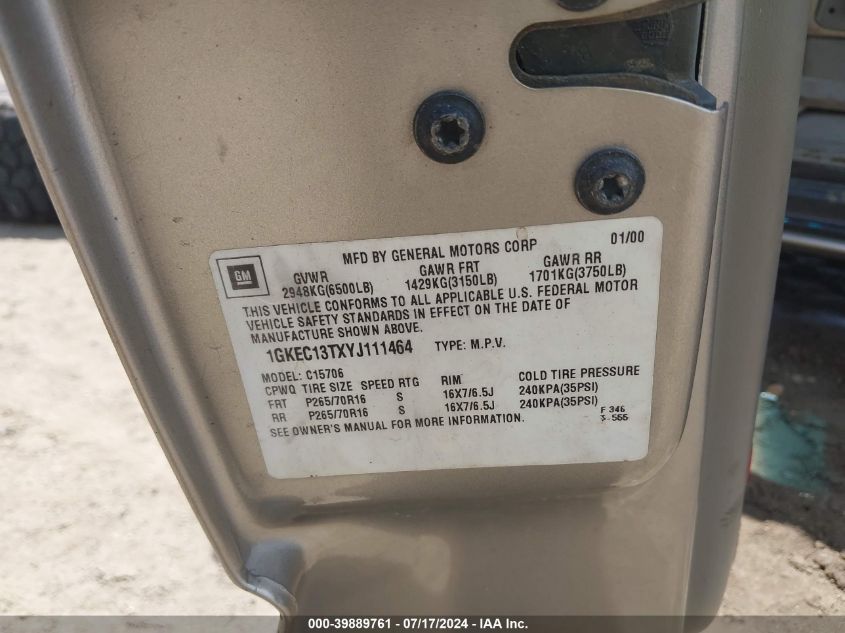 MFD BY GENERAL MOTORS CORP 01/00
GM
GVWR GAWR FRT GAWR RR
2948KG(6500LB) 1429KG(3150LB) 1701KG(3750LB)
THIS VEHICLE CONFORMS TO ALL APPLICABLE U.S. FEDERAL MOTOR
VEHICLE SAFETY STANDARDS IN EFFECT ON THE DATE OF
MANUFACTURE SHOWN ABOVE.
1GKEC13TXYJ111464 TYPE: M.P.V.
MODEL: C15706
CPWQ TIRE SIZE SPEED RTG RIM COLD TIRE PRESSURE
FRT P265/70R16 S 16X7/6.5J 240KPA(35PSI)
RR P265/70R16 S 16X7/6.5J 240KPA(35PSI)
SEE OWNER'S MANUAL FOR MORE INFORMATION.
F 346
555
000-39889761 - 07/17/2024 - IAA Inc.